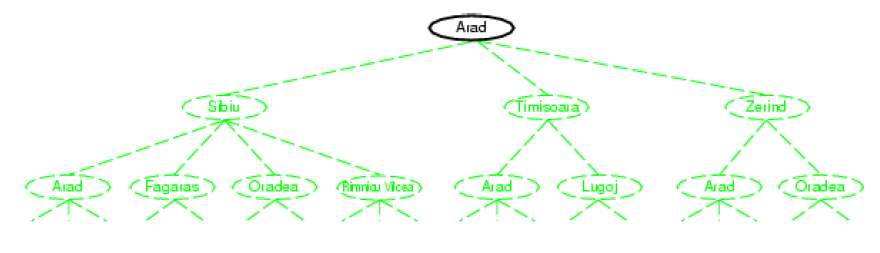 Arad
Sibiu Timisoara Zerind
Arad Fagaras Oradea Rimnicu Vilcea Arad Lugoj Arad Oradea